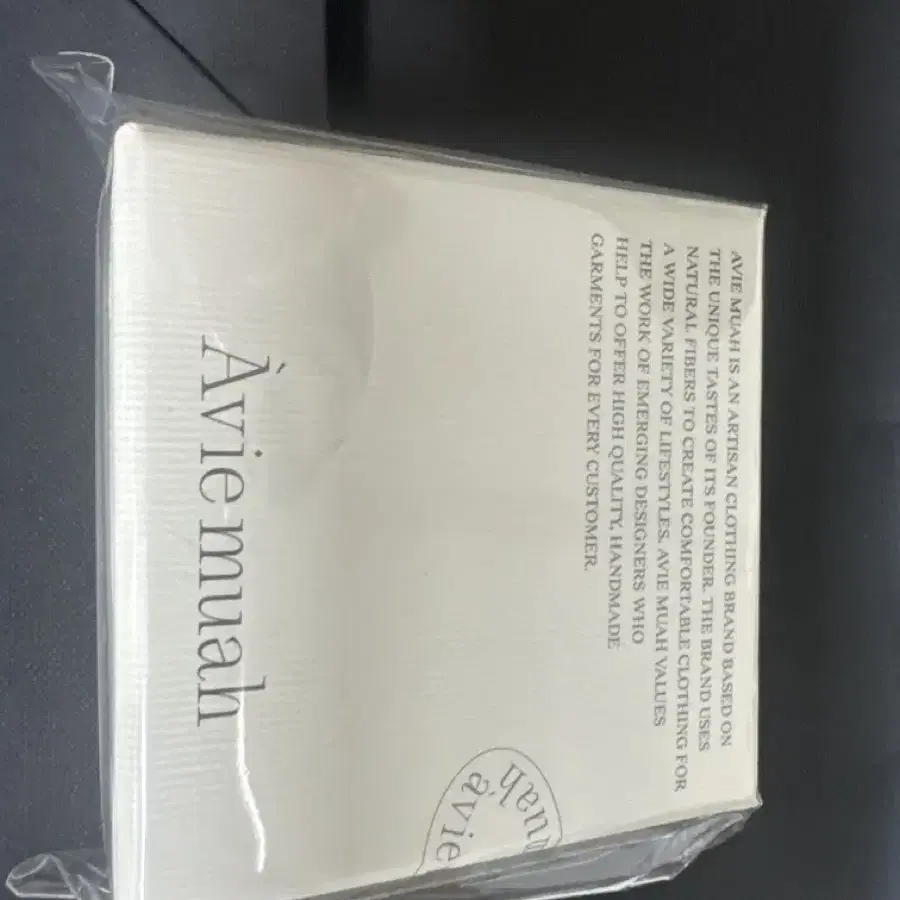 AVIE MUAH IS AN ARTISAN CLOTHING BRAND BASED ON
THE UNIQUE TASTES OF ITS FOUNDER. THE BRAND USES
NATURAL FIBERS TO CREATE COMFORTABLE CLOTHING FOR
A WIDE VARIETY OF LIFESTYLES. AVIE MUAH VALUES
THE WORK OF EMERGING DESIGNERS WHO
HELP TO OFFER HIGH QUALITY, HANDMADE
GARMENTS FOR EVERY CUSTOMER.
àvie
muah
Àviemuah